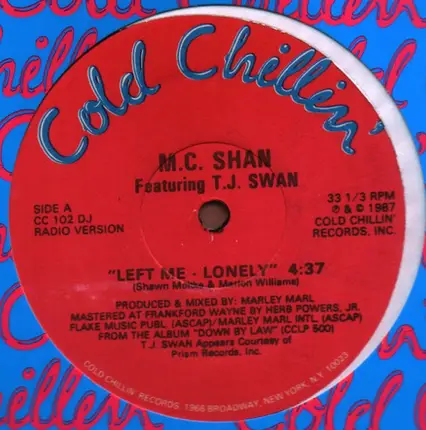 Cold Chillin'
M.C. SHAN
Featuring T.J. SWAN
SIDE A
CC 102 DJ
RADIO VERSION
33 1/3 RPM
℗ & © 1987
COLD CHILLIN'
RECORDS, INC.
"LEFT ME - LONELY" 4:37
(Shawn Moltke & Marlon Williams)
PRODUCED & MIXED BY: MARLEY MARL
MASTERED AT FRANKFORD WAYNE BY HERB POWERS, JR.
FLAKE MUSIC PUBL (ASCAP)/MARLEY MARL INTL (ASCAP)
FROM THE ALBUM "DOWN BY LAW" (CCLP 500)
T.J. SWAN Appears Courtesy of
Prism Records, Inc.
COLD CHILLIN' RECORDS, 1966 BROADWAY, NEW YORK, N.Y. 10023
Chillin
Cold Chillin